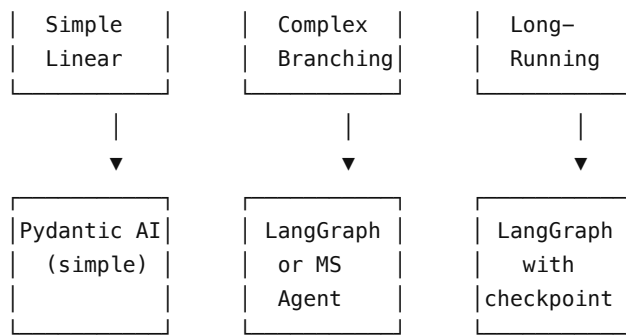 Simple
Linear
Complex
Branching
Long-
Running
Pydantic AI
(simple)
LangGraph
or MS
Agent
LangGraph
with
checkpoint